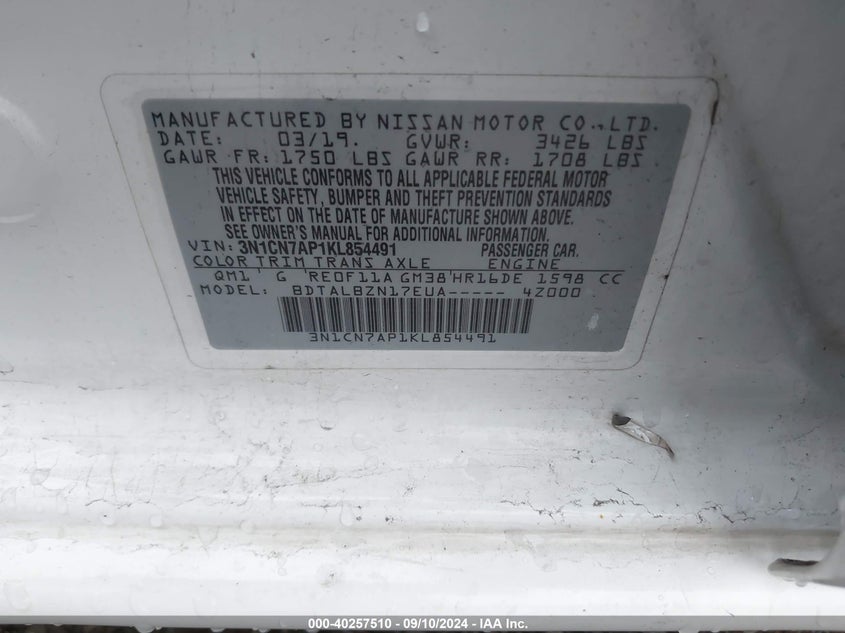 MANUFACTURED BY NISSAN MOTOR CO.,LTD.
DATE: 03/19. GVWR: 3426 LBS
GAWR FR: 1750 LBS GAWR RR: 1708 LBS
THIS VEHICLE CONFORMS TO ALL APPLICABLE FEDERAL MOTOR
VEHICLE SAFETY, BUMPER AND THEFT PREVENTION STANDARDS
IN EFFECT ON THE DATE OF MANUFACTURE SHOWN ABOVE.
SEE OWNER'S MANUAL FOR ADDITIONAL INFORMATION.
VIN: 3N1CN7AP1KL854491 PASSENGER CAR.
COLOR TRIM TRANS AXLE ENGINE
QM1 ' G ' RE0F11A GM38 ' HR16DE 1598 CC
MODEL: BDTALBZN17EUA----- 4Z000
3N1CN7AP1KL854491
000-40257510 - 09/10/2024 - IAA Inc.